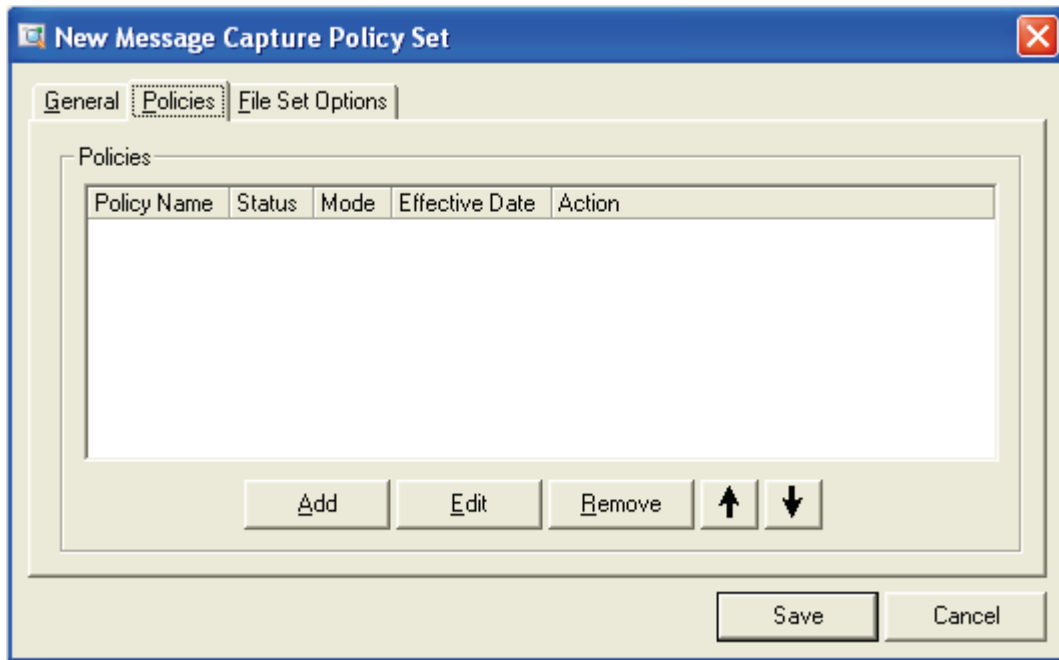 New Message Capture Policy Set
General Policies File Set Options
Policies
Policy Name Status Mode Effective Date Action
Add Edit Remove
Save Cancel